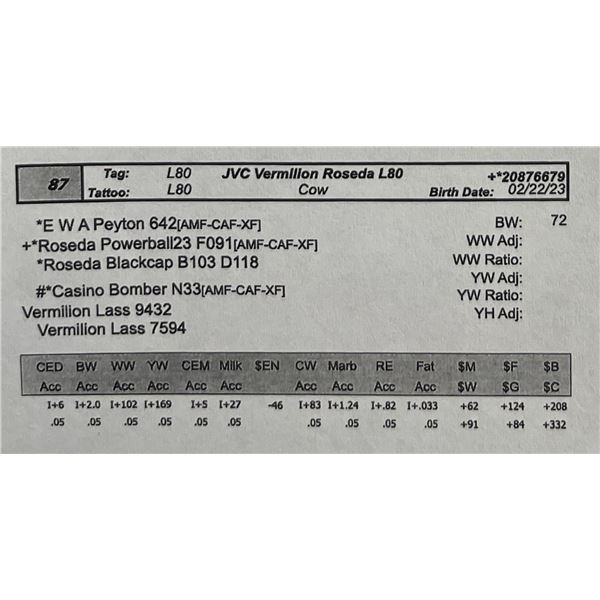 87 Tag: L80 JVC Vermilion Roseda L80 +*20876679
Tattoo: L80 Cow Birth Date: 02/22/23
*E W A Peyton 642[AMF-CAF-XF] BW: 72
+*Roseda Powerball23 F091[AMF-CAF-XF] WW Adj:
*Roseda Blackcap B103 D118 WW Ratio:
YW Adj:
#*Casino Bomber N33[AMF-CAF-XF] YW Ratio:
Vermilion Lass 9432 YH Adj:
Vermilion Lass 7594
CED BW WW YW CEM Milk $EN CW Marb RE Fat $M $F $B
Acc Acc Acc Acc Acc Acc Acc Acc Acc Acc $W $G $C
I+6 I+2.0 I+102 I+169 I+5 I+27 -46 I+83 I+1.24 I+.82 I+.033 +62 +124 +208
.05 .05 .05 .05 .05 .05 .05 .05 .05 .05 +91 +84 +332